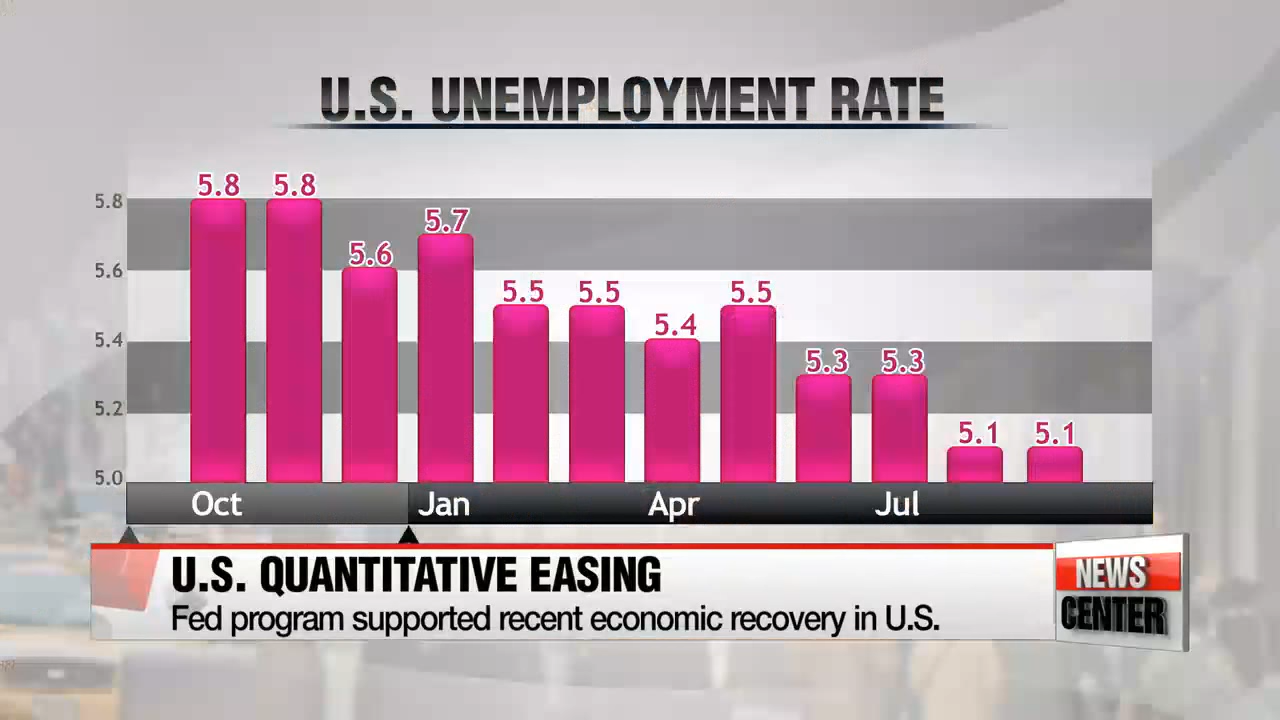 U.S. UNEMPLOYMENT RATE
5.8 5.8 5.6 5.7 5.5 5.5 5.4 5.5 5.3 5.3 5.1 5.1
5.8
5.6
5.4
5.2
5.0
Oct Jan Apr Jul
U.S. QUANTITATIVE EASING
Fed program supported recent economic recovery in U.S.
NEWS
CENTER